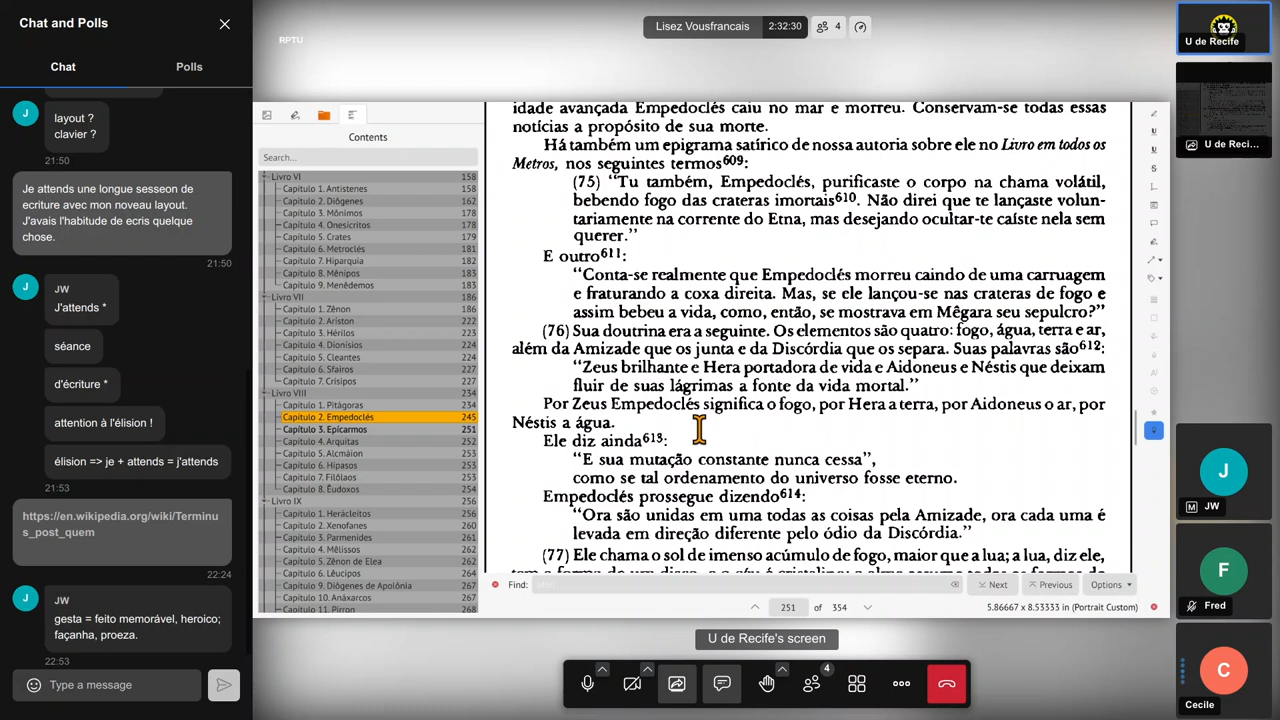 Chat and Polls
Chat
Polls
layout ?
clavier ?
21:50
Je attends une longue sesseon de
ecriture avec mon noveau layout.
J'avais l'habitude de ecris quelque
chose.
21:50
J
JW
J'attends *
séance
d'écriture *
attention à l'élision !
élision => je + attends = j'attends
21:53
https://en.wikipedia.org/wiki/Terminu
s_post_quem
22:24
J
JW
gesta = feito memorável, heroico;
façanha, proeza.
22:53
Type a message
RPTU
Lisez Vousfrancais
2:32:30
4
Contents
Search...
Livro VI 158
Capítulo 1. Antístenes 158
Capítulo 2. Diôgenes 162
Capítulo 3. Mônimos 178
Capítulo 4. Onesícritos 178
Capítulo 5. Crates 179
Capítulo 6. Metroclés 181
Capítulo 7. Hiparquia 182
Capítulo 8. Mênipos 183
Capítulo 9. Menêdemos 183
Livro VII 186
Capítulo 1. Zênon 186
Capítulo 2. Ariston 222
Capítulo 3. Hérilos 223
Capítulo 4. Dionísios 223
Capítulo 5. Cleantes 224
Capítulo 6. Sfairos 227
Capítulo 7. Crísipos 227
Livro VIII 234
Capítulo 1. Pitágoras 234
Capítulo 2. Empedoclés 245
Capítulo 3. Epícarmos 251
Capítulo 4. Arquitas 251
Capítulo 5. Alcmáion 253
Capítulo 6. Hípasos 253
Capítulo 7. Filôlaos 253
Capítulo 8. Êudoxos 254
Livro IX 256
Capítulo 1. Herácleitos 256
Capítulo 2. Xenofanes 260
Capítulo 3. Parmenides 260
Capítulo 4. Mêlissos 261
Capítulo 5. Zênon de Elea 261
Capítulo 6. Lêucipos 262
Capítulo 9. Diógenes de Apolônia 267
Capítulo 10. Anáxarcos 267
Capítulo 11. Pírron 268
idade avançada Empedoclés caiu no mar e morreu. Conservam-se todas essas
notícias a propósito de sua morte.
Há também um epigrama satírico de nossa autoria sobre ele no Livro em todos os
Metros, nos seguintes termos609:
(75) “Tu também, Empedoclés, purificaste o corpo na chama volátil,
bebendo fogo das crateras imortais610. Não direi que te lançaste volun-
tariamente na corrente do Etna, mas desejando ocultar-te caíste nela sem
querer.”
E outro611:
“Conta-se realmente que Empedoclés morreu caindo de uma carruagem
e fraturando a coxa direita. Mas, se ele lançou-se nas crateras de fogo e
assim bebeu a vida, como, então, se mostrava em Mêgara seu sepulcro?”
(76) Sua doutrina era a seguinte. Os elementos são quatro: fogo, água, terra e ar,
além da Amizade que os junta e da Discórdia que os separa. Suas palavras são612:
“Zeus brilhante e Hera portadora de vida e Aidoneus e Néstis que deixam
fluir de suas lágrimas a fonte da vida mortal.”
Por Zeus Empedoclés significa o fogo, por Hera a terra, por Aidoneus o ar, por
Néstis a água.
Ele diz ainda613:
“E sua mutação constante nunca cessa”,
como se tal ordenamento do universo fosse eterno.
Empedoclés prossegue dizendo614:
“Ora são unidas em uma todas as coisas pela Amizade, ora cada uma é
levada em direção diferente pelo ódio da Discórdia.”
(77) Ele chama o sol de imenso acúmulo de fogo, maior que a lua; a lua, diz ele,
Find:
Next
Previous
Options
251 of 354
5.86667 x 8.53333 in (Portrait Custom)
U de Recife's screen
4
U de Recife
U de Reci...
J
JW
F
Fred
C
Cecile